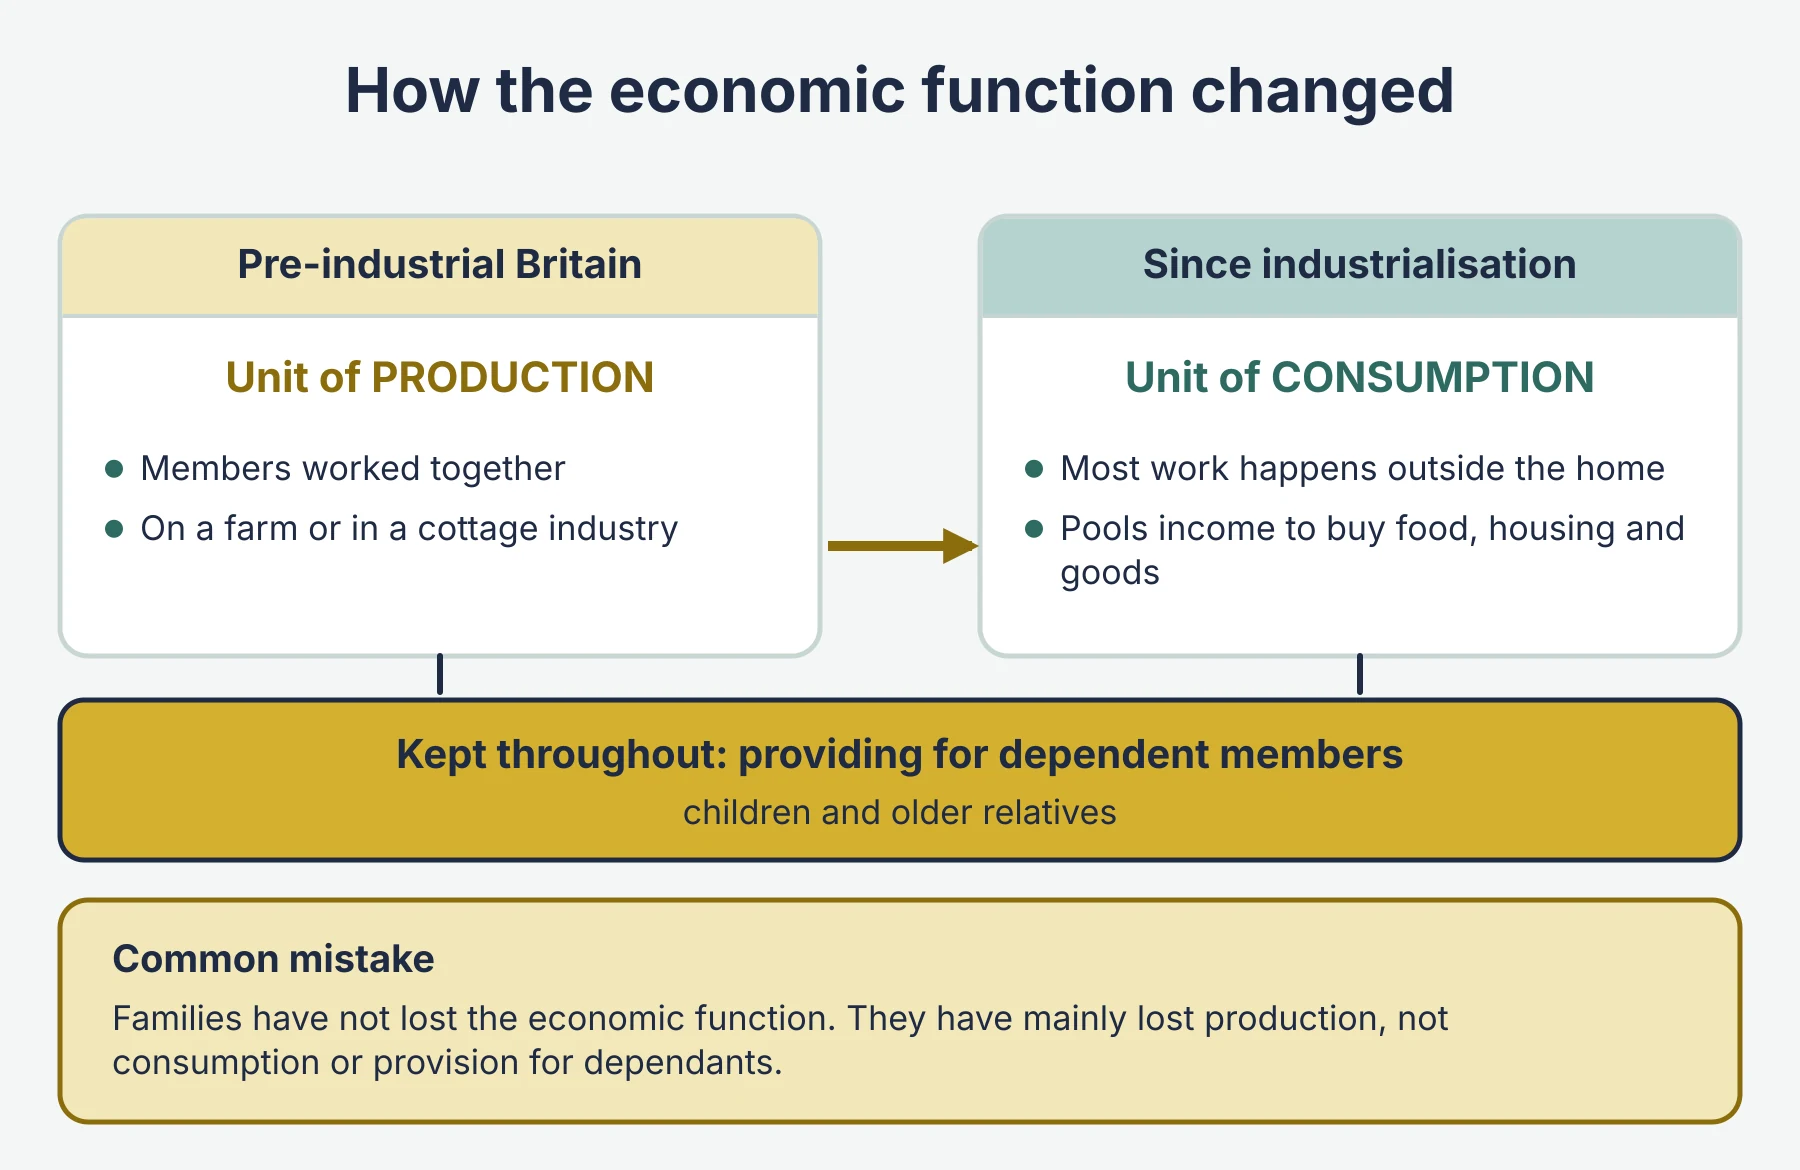 How the economic function changed
Pre-industrial Britain
Unit of PRODUCTION
Members worked together
On a farm or in a cottage industry
Since industrialisation
Unit of CONSUMPTION
Most work happens outside the home
Pools income to buy food, housing and
goods
Kept throughout: providing for dependent members
children and older relatives
Common mistake
Families have not lost the economic function. They have mainly lost production, not
consumption or provision for dependants.